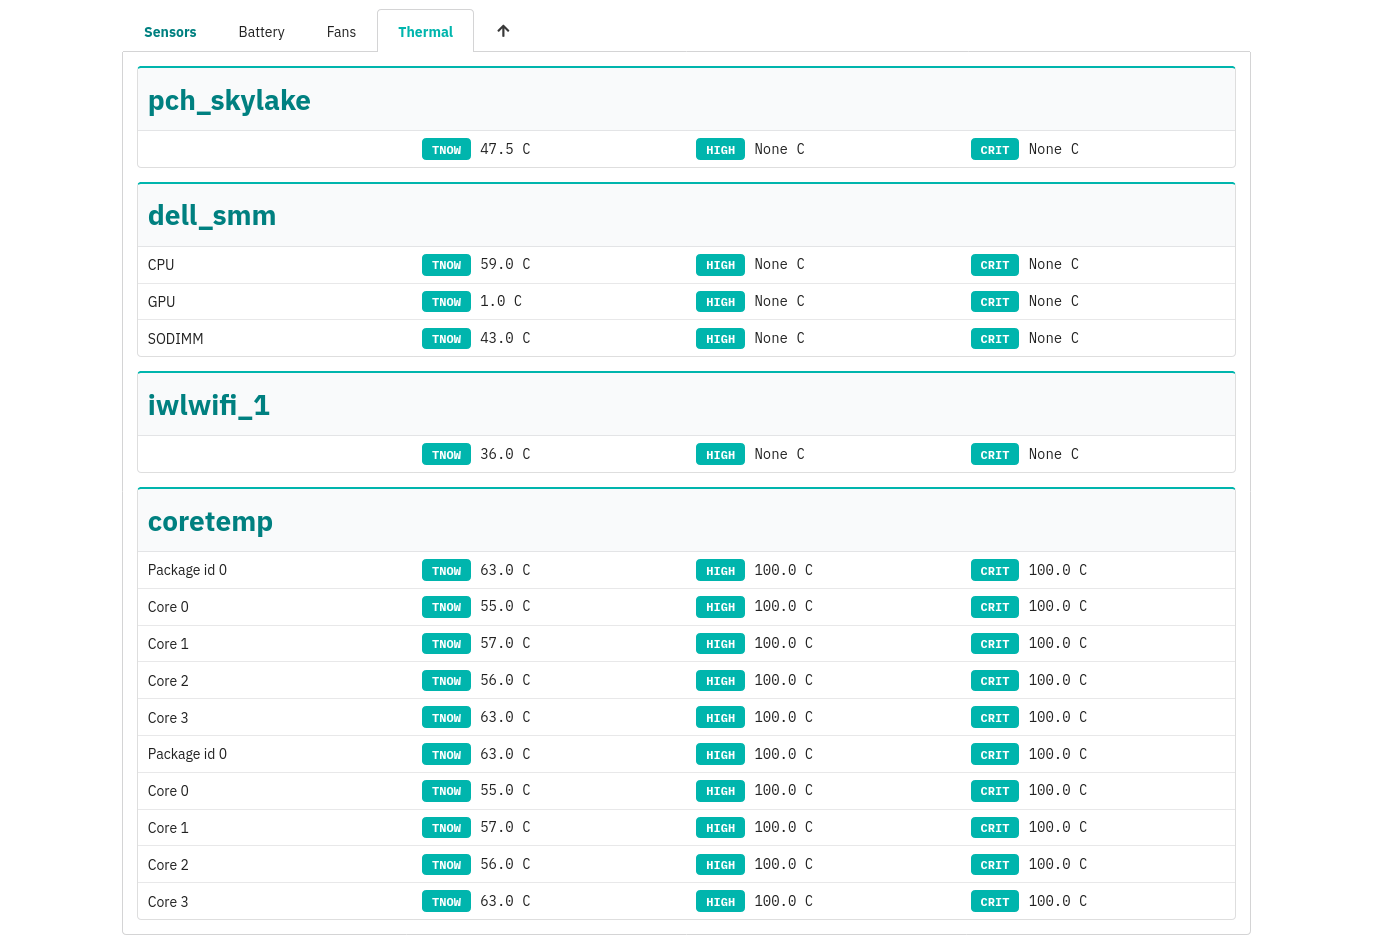 Sensors Battery Fans Thermal
pch_skylake
TNOW 47.5 C HIGH None C CRIT None C
dell_smm
CPU TNOW 59.0 C HIGH None C CRIT None C
GPU TNOW 1.0 C HIGH None C CRIT None C
SODIMM TNOW 43.0 C HIGH None C CRIT None C
iwlwifi_1
TNOW 36.0 C HIGH None C CRIT None C
coretemp
Package id 0 TNOW 63.0 C HIGH 100.0 C CRIT 100.0 C
Core 0 TNOW 55.0 C HIGH 100.0 C CRIT 100.0 C
Core 1 TNOW 57.0 C HIGH 100.0 C CRIT 100.0 C
Core 2 TNOW 56.0 C HIGH 100.0 C CRIT 100.0 C
Core 3 TNOW 63.0 C HIGH 100.0 C CRIT 100.0 C
Package id 0 TNOW 63.0 C HIGH 100.0 C CRIT 100.0 C
Core 0 TNOW 55.0 C HIGH 100.0 C CRIT 100.0 C
Core 1 TNOW 57.0 C HIGH 100.0 C CRIT 100.0 C
Core 2 TNOW 56.0 C HIGH 100.0 C CRIT 100.0 C
Core 3 TNOW 63.0 C HIGH 100.0 C CRIT 100.0 C